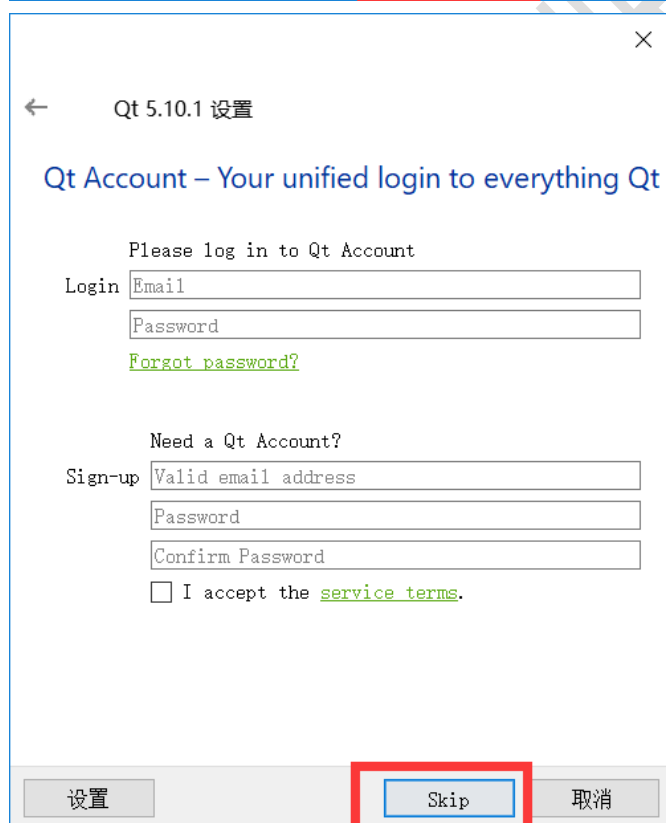 Qt 5.10.1 设置
Qt Account – Your unified login to everything Qt
Please log in to Qt Account
Login Email
Password
Forgot password?
Need a Qt Account?
Sign-up Valid email address
Password
Confirm Password
I accept the service terms.
设置 Skip 取消